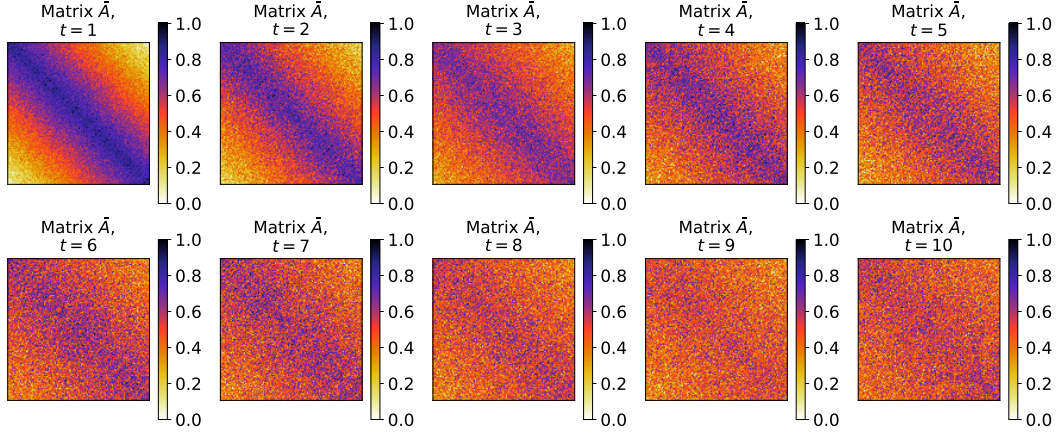 Matrix Ā, Matrix Ā, Matrix Ā, Matrix Ā, Matrix Ā,
t = 1 t = 2 t = 3 t = 4 t = 5
1.0 1.0 1.0 1.0 1.0
0.8 0.8 0.8 0.8 0.8
0.6 0.6 0.6 0.6 0.6
0.4 0.4 0.4 0.4 0.4
0.2 0.2 0.2 0.2 0.2
0.0 0.0 0.0 0.0 0.0
Matrix Ā, Matrix Ā, Matrix Ā, Matrix Ā, Matrix Ā,
t = 6 t = 7 t = 8 t = 9 t = 10
1.0 1.0 1.0 1.0 1.0
0.8 0.8 0.8 0.8 0.8
0.6 0.6 0.6 0.6 0.6
0.4 0.4 0.4 0.4 0.4
0.2 0.2 0.2 0.2 0.2
0.0 0.0 0.0 0.0 0.0